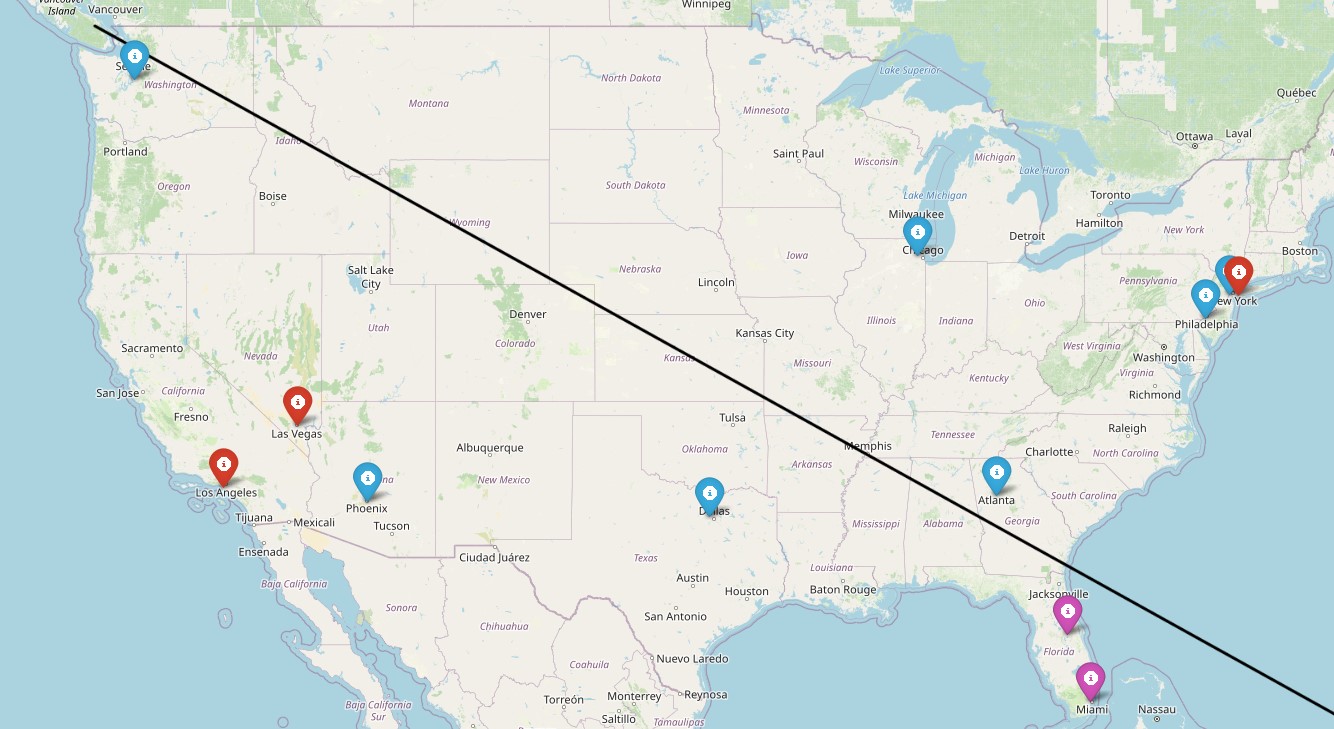 Vancouver
Island
Vancouver
Winnipeg
Washington
Montana
North Dakota
Minnesota
Lake Superior
Québec
Ottawa
Laval
Portland
Idaho
Saint Paul
Wisconsin
Michigan
Lake Huron
Oregon
Boise
South Dakota
Lake Michigan
Toronto
Milwaukee
Hamilton
Wyoming
New York
Detroit
Boston
Chicago
Iowa
Salt Lake
City
Nebraska
Lincoln
Pennsylvania
New York
Ohio
Denver
Illinois
Indiana
Philadelphia
Utah
Colorado
Kansas City
Sacramento
Nevada
Kansas
Missouri
West Virginia
Washington
Virginia
Kentucky
San Jose
California
Richmond
Fresno
Tulsa
Las Vegas
Raleigh
Tennessee
Albuquerque
Oklahoma
Memphis
Charlotte
North Carolina
Arkansas
New Mexico
Los Angeles
Phoenix
Dallas
Atlanta
South Carolina
Tijuana
Mexicali
Tucson
Mississippi
Alabama
Georgia
Ensenada
Ciudad Juárez
Texas
Louisiana
Baja California
Austin
Houston
Baton Rouge
Jacksonville
Sonora
San Antonio
Chihuahua
Florida
Coahuila
Nuevo Laredo
Torreón
Monterrey
Reynosa
Baja California
Sur
Saltillo
Tamaulipas
Miami
Nassau